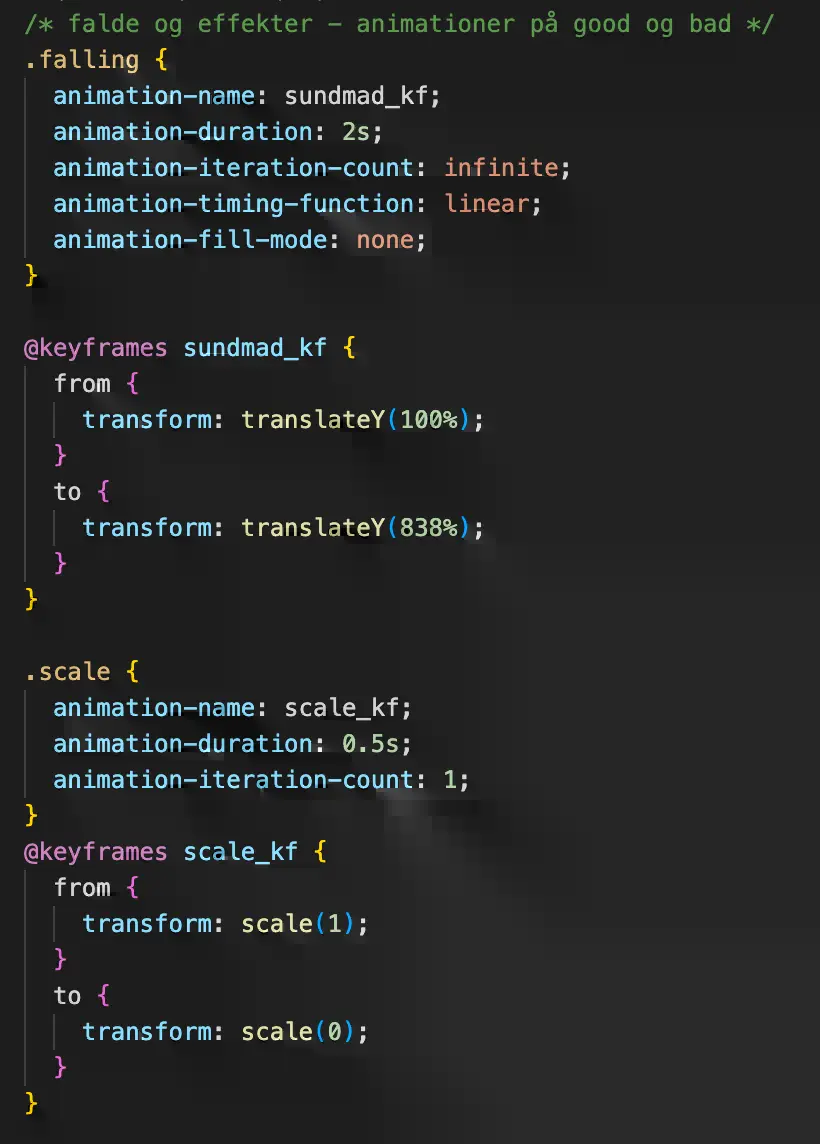 /* falde og effekter - animationer på good og bad */
.falling {
  animation-name: sundmad_kf;
  animation-duration: 2s;
  animation-iteration-count: infinite;
  animation-timing-function: linear;
  animation-fill-mode: none;
}

@keyframes sundmad_kf {
  from {
    transform: translateY(100%);
  }
  to {
    transform: translateY(838%);
  }
}

.scale {
  animation-name: scale_kf;
  animation-duration: 0.5s;
  animation-iteration-count: 1;
}
@keyframes scale_kf {
  from {
    transform: scale(1);
  }
  to {
    transform: scale(0);
  }
}